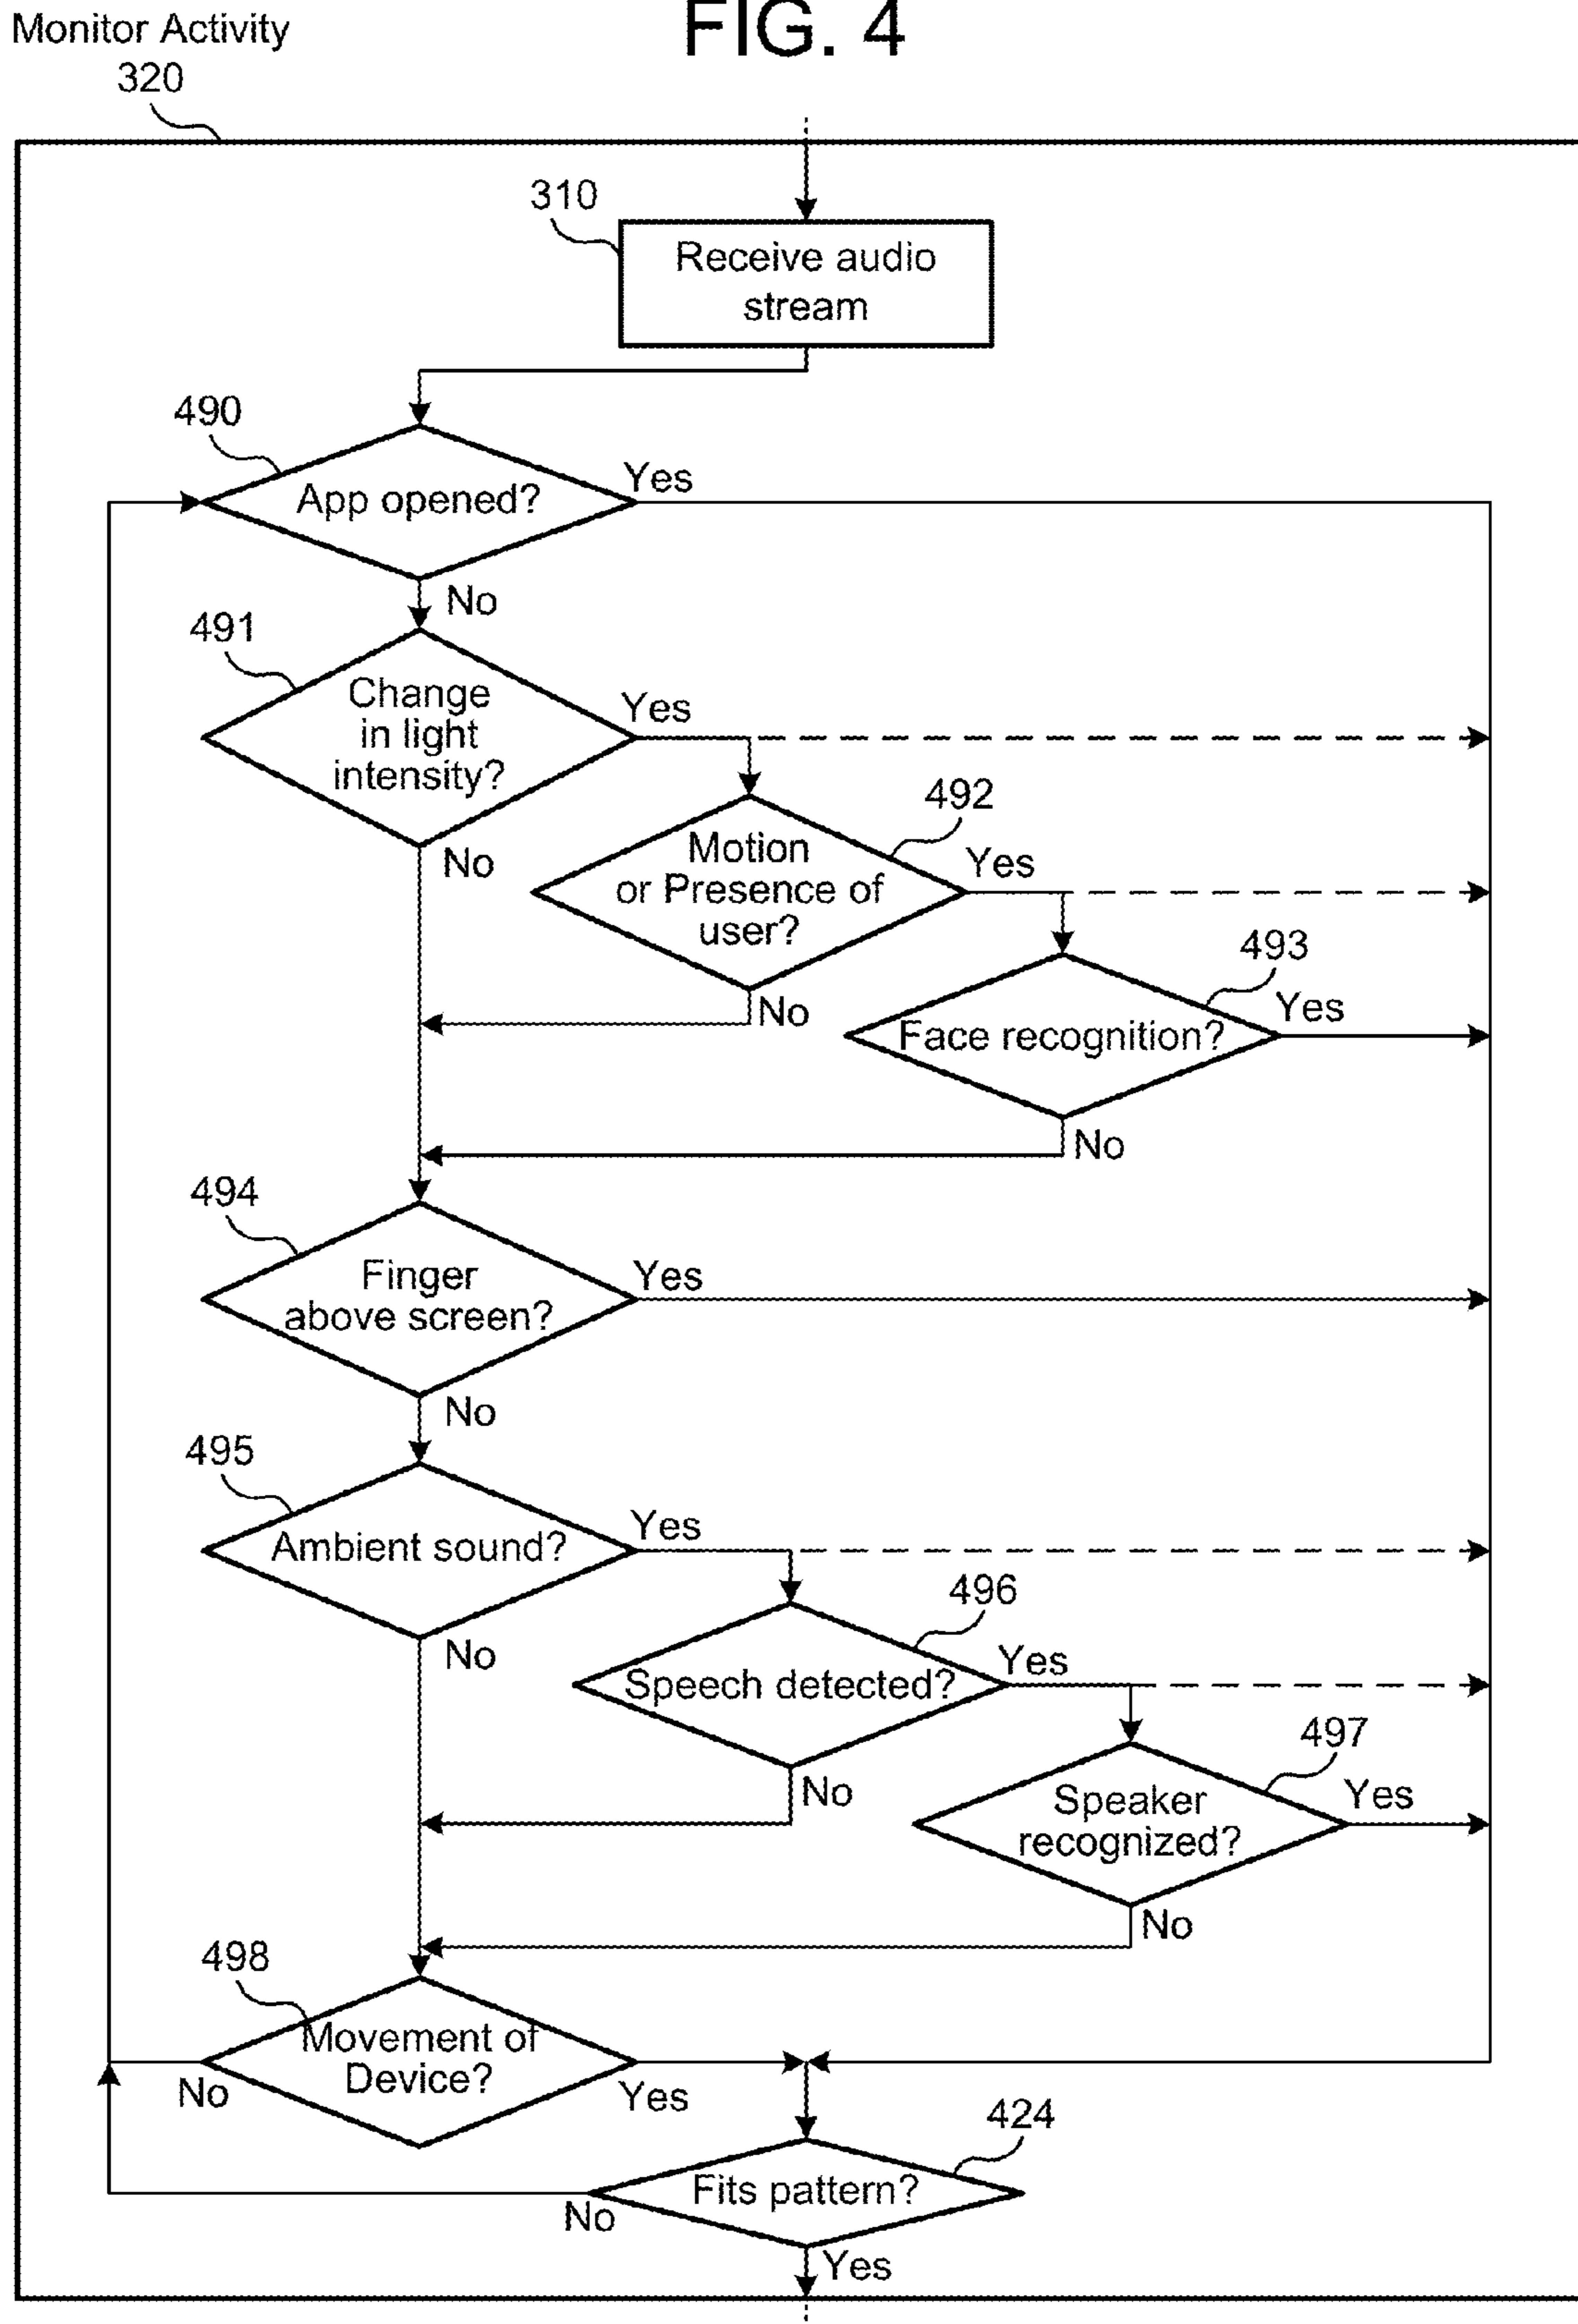 Monitor Activity
320
FIG. 4
310
Receive audio
stream
490
App opened?
Yes
No
491
Change
in light
intensity?
Yes
No
492
Motion
or Presence of
user?
Yes
No
493
Face recognition?
Yes
No
494
Finger
above screen?
Yes
No
495
Ambient sound?
Yes
No
496
Speech detected?
Yes
No
497
Speaker
recognized?
Yes
No
498
Movement of
Device?
No
Yes
424
Fits pattern?
No
Yes